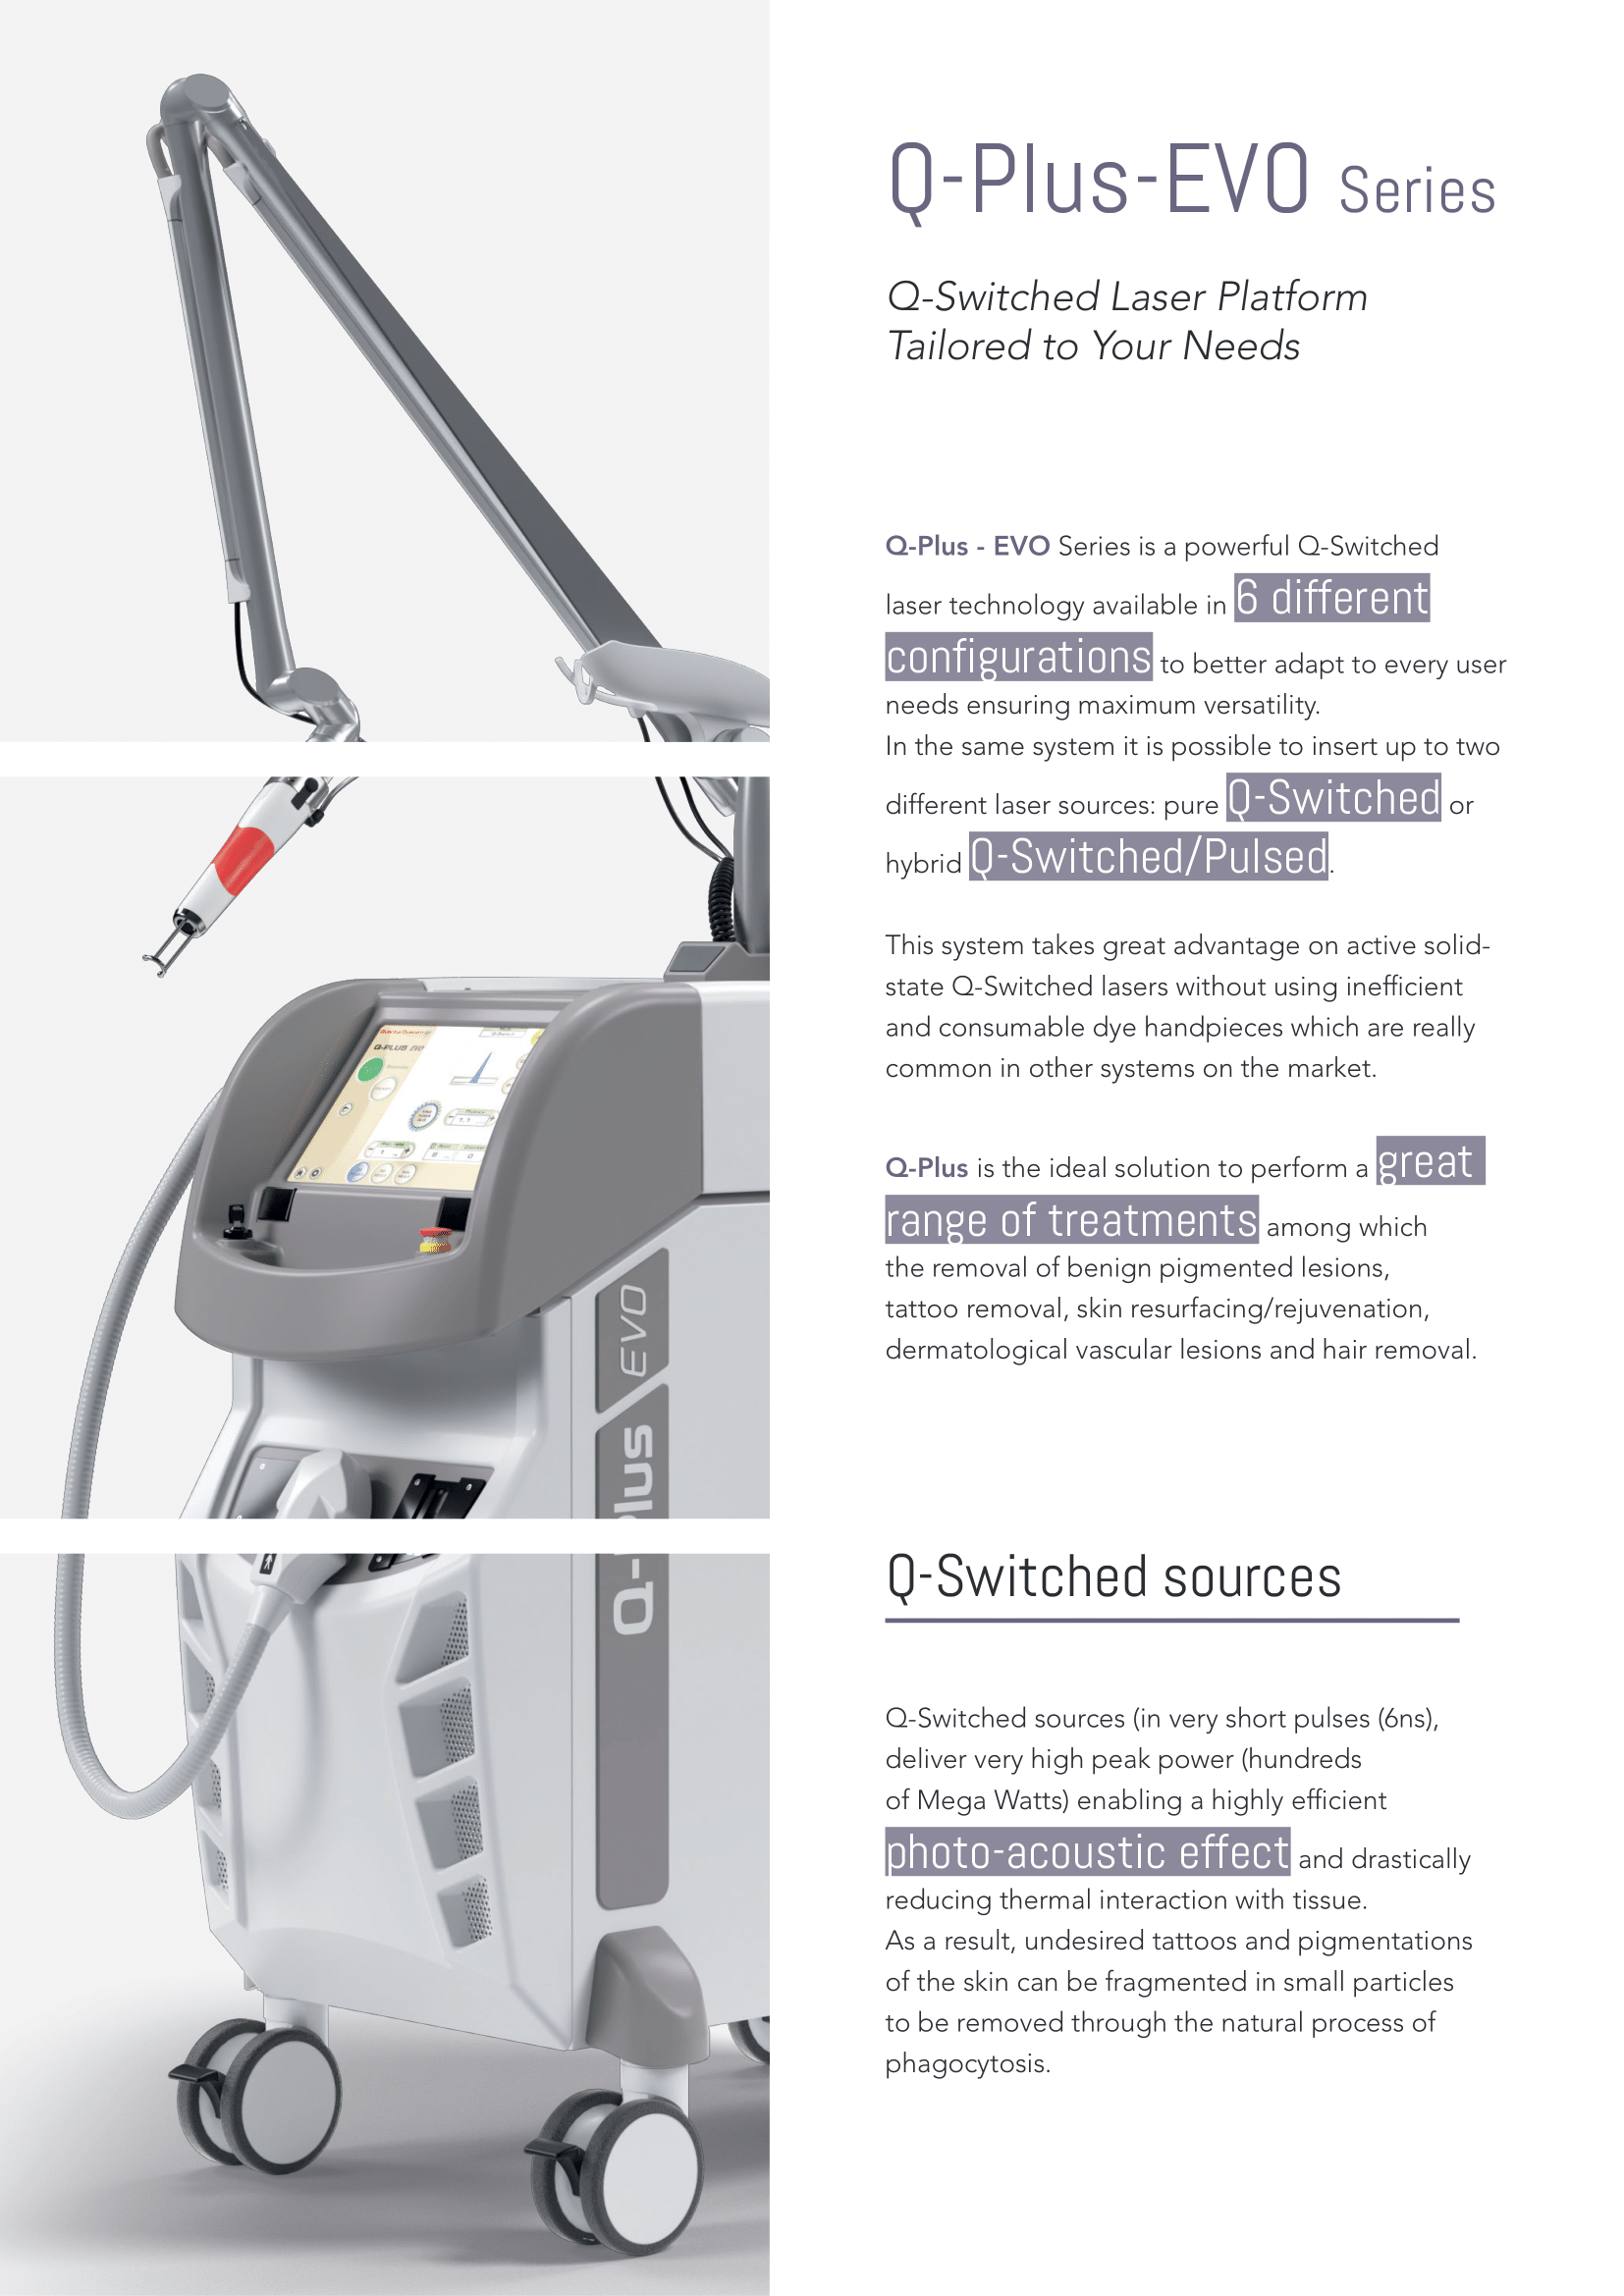 Q-Plus-EVO Series
Q-Switched Laser Platform
Tailored to Your Needs
Q-Plus - EVO Series is a powerful Q-Switched
laser technology available in 6 different
configurations to better adapt to every user
needs ensuring maximum versatility.
In the same system it is possible to insert up to two
different laser sources: pure Q-Switched or
hybrid Q-Switched/Pulsed.
This system takes great advantage on active solid-
state Q-Switched lasers without using inefficient
and consumable dye handpieces which are really
common in other systems on the market.
Q-Plus is the ideal solution to perform a great
range of treatments among which
the removal of benign pigmented lesions,
tattoo removal, skin resurfacing/rejuvenation,
dermatological vascular lesions and hair removal.
Q-Switched sources
Q-Switched sources (in very short pulses (6ns),
deliver very high peak power (hundreds
of Mega Watts) enabling a highly efficient
photo-acoustic effect and drastically
reducing thermal interaction with tissue.
As a result, undesired tattoos and pigmentations
of the skin can be fragmented in small particles
to be removed through the natural process of
phagocytosis.
Q-PLUS EVO
Q-Plus EVO